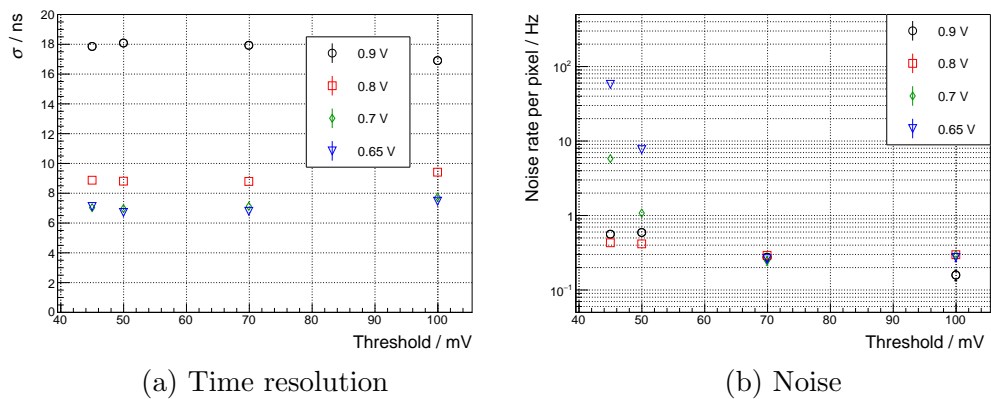 σ / ns
20
18
16
14
12
10
8
6
4
2
0
40 50 60 70 80 90 100
Threshold / mV
0.9 V
0.8 V
0.7 V
0.65 V
(a) Time resolution
Noise rate per pixel / Hz
10²
10
1
10⁻¹
40 50 60 70 80 90 100
Threshold / mV
0.9 V
0.8 V
0.7 V
0.65 V
(b) Noise